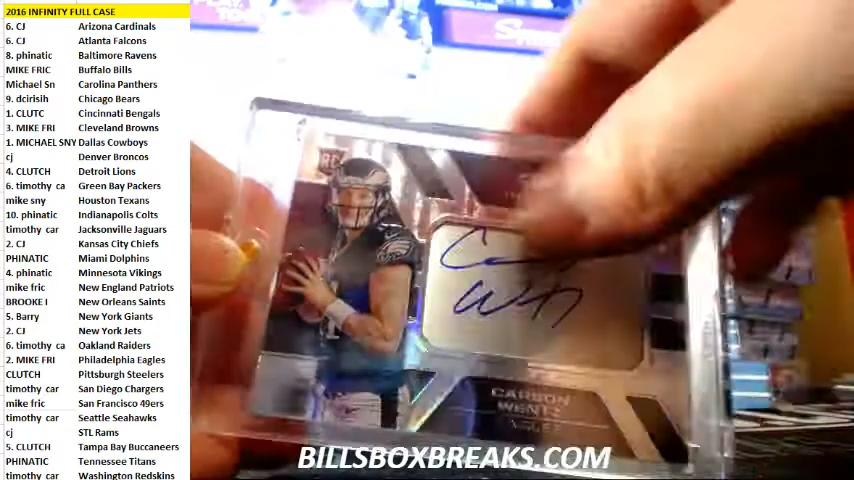 2016 INFINITY FULL CASE
6. CJ Arizona Cardinals
6. CJ Atlanta Falcons
8. phinatic Baltimore Ravens
MIKE FRIC Buffalo Bills
Michael Sn Carolina Panthers
9. dcirisih Chicago Bears
1. CLUTC Cincinnati Bengals
3. MIKE FRI Cleveland Browns
1. MICHAEL SNY Dallas Cowboys
cj Denver Broncos
4. CLUTCH Detroit Lions
6. timothy ca Green Bay Packers
mike sny Houston Texans
10. phinatic Indianapolis Colts
timothy car Jacksonville Jaguars
2. CJ Kansas City Chiefs
PHINATIC Miami Dolphins
4. phinatic Minnesota Vikings
mike fric New England Patriots
BROOKE I New Orleans Saints
5. Barry New York Giants
2. CJ New York Jets
6. timothy ca Oakland Raiders
2. MIKE FRI Philadelphia Eagles
CLUTCH Pittsburgh Steelers
timothy car San Diego Chargers
mike fric San Francisco 49ers
timothy car Seattle Seahawks
cj STL Rams
5. CLUTCH Tampa Bay Buccaneers
PHINATIC Tennessee Titans
timothy car Washington Redskins
RC
CARSON
WENTZ
BILLSBOXBREAKS.COM